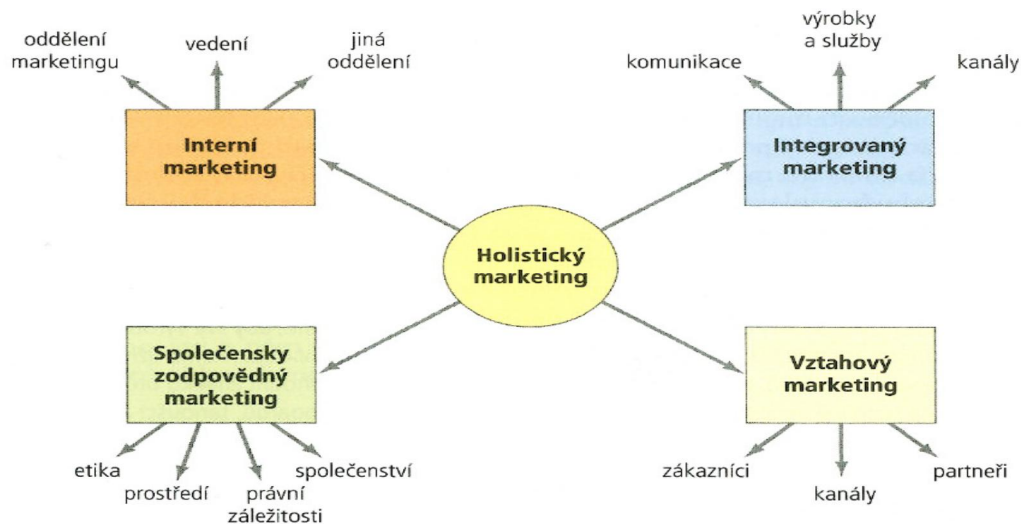 oddělení
marketingu
vedení
jiná
oddělení
Interní
marketing
komunikace
výrobky
a služby
kanály
Integrovaný
marketing
Holistický
marketing
Společensky
zodpovědný
marketing
etika
prostředí
právní
záležitosti
společenství
Vztahový
marketing
zákazníci
kanály
partneři